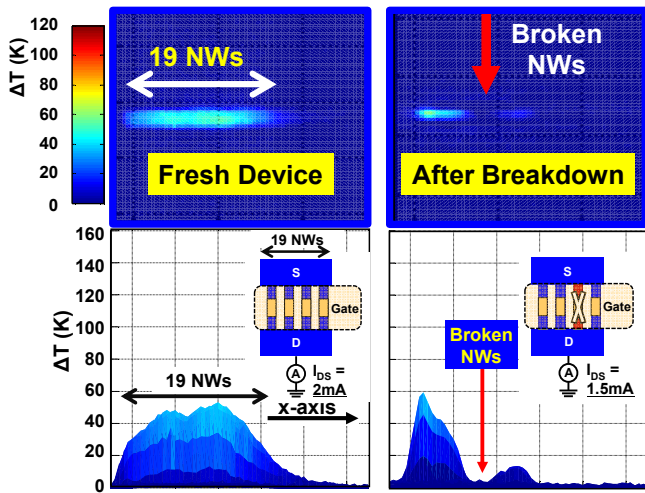 120
100
80
60
40
20
0
ΔT (K)
19 NWs
Fresh Device
Broken
NWs
After Breakdown
160
140
120
100
80
60
40
20
0
ΔT (K)
19 NWs
S
Gate
D
A
I_DS =
2mA
19 NWs
x-axis
S
Gate
D
A
I_DS =
1.5mA
Broken
NWs